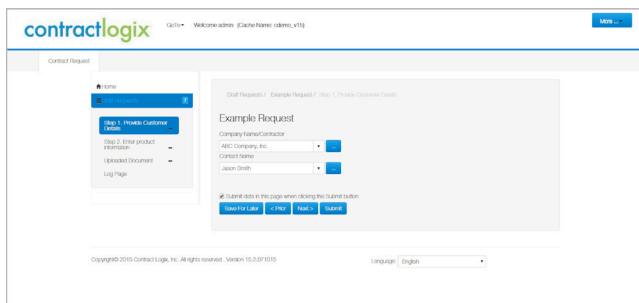 contractlogix
GoTo Welcome admin (Cache Name: cdemo_v15)
More ...
Contract Request
Home
Draft Requests 7
Step 1. Provide Customer
Details ...
Step 2. Enter product
information
Uploaded Document
Log Page
Draft Requests / Example Request / Step 1. Provide Customer Details
Example Request
Company Name/Contractor
ABC Company, Inc. ...
Contact Name
Jason Smith ...
Submit data in this page when clicking the Submit button
Save For Later < Prior Next > Submit
Copyright© 2015 Contract Logix, Inc. All rights reserved . Version 15.2.071015
Language: English